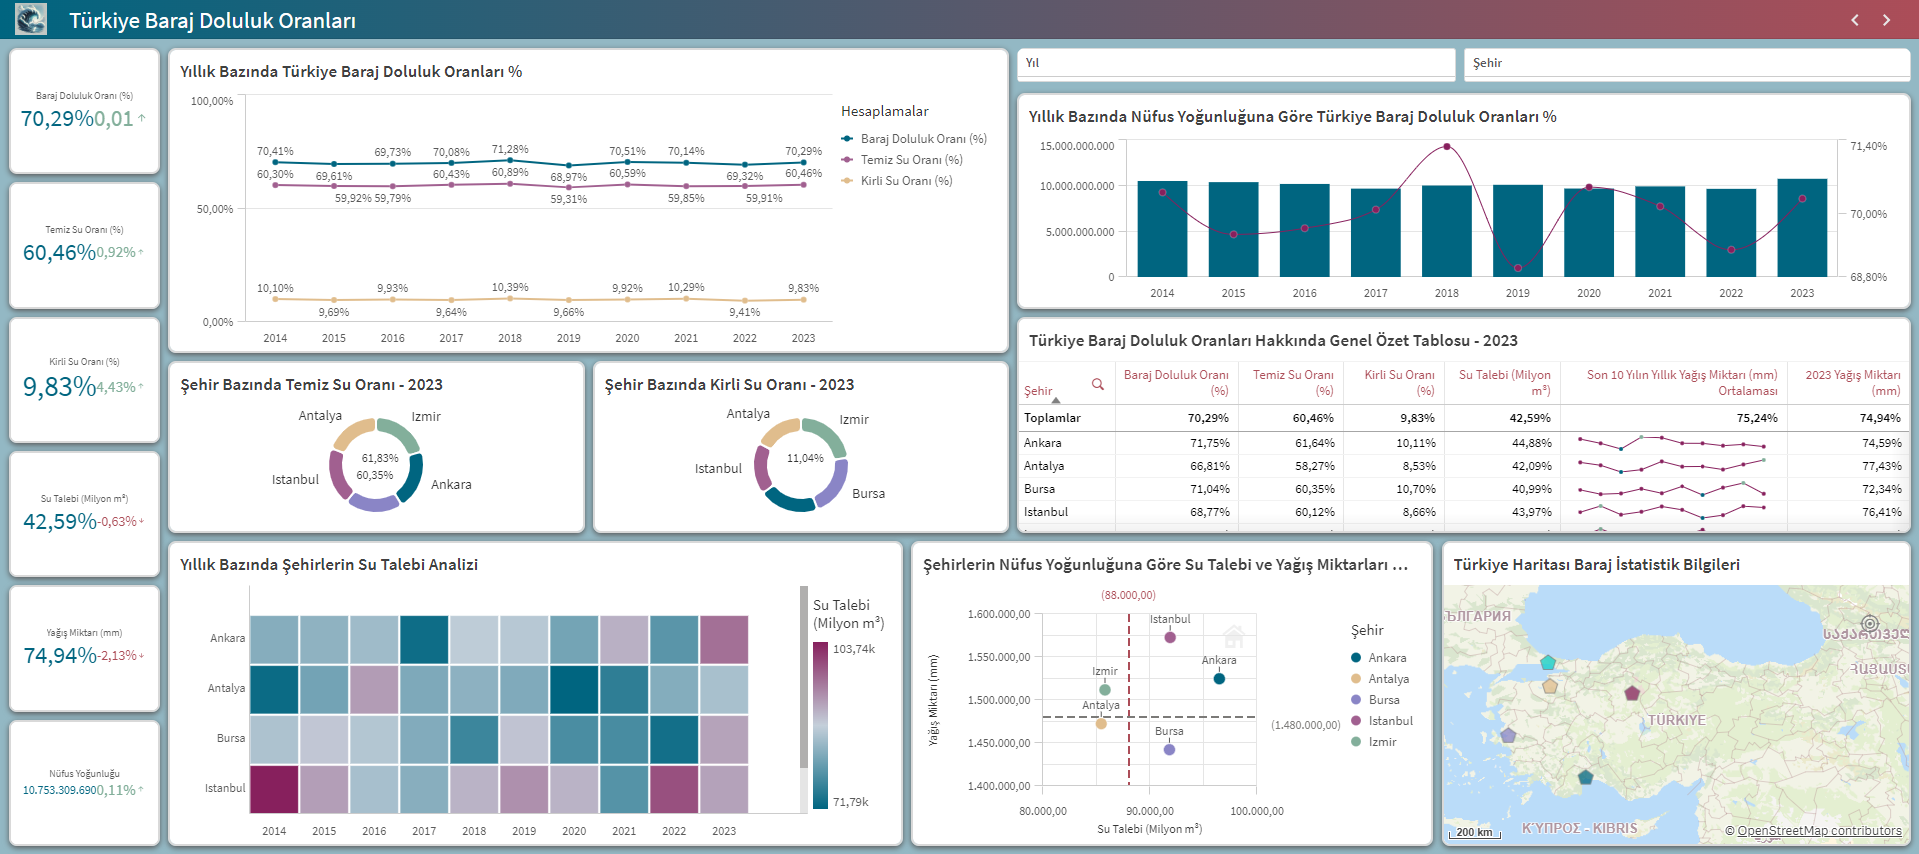 Türkiye Baraj Doluluk Oranları
Baraj Doluluk Oranı (%)
70,29%0,01 ↑
Temiz Su Oranı (%)
60,46%0,92% ↑
Kirli Su Oranı (%)
9,83%4,43% ↑
Su Talebi (Milyon m³)
42,59%-0,63% ↓
Yağış Miktarı (mm)
74,94%-2,13% ↓
Nüfus Yoğunluğu
10.753.309.6900,11% ↑
Yıllık Bazında Türkiye Baraj Doluluk Oranları %
100,00%
50,00%
0,00%
70,41% 69,73% 70,08% 71,28% 70,51% 70,14% 70,29%
60,30% 69,61% 60,43% 60,89% 68,97% 60,59% 69,32% 60,46%
59,92% 59,79% 59,31% 59,85% 59,91%
10,10% 9,93% 10,39% 9,92% 10,29% 9,83%
9,69% 9,64% 9,66% 9,41%
2014 2015 2016 2017 2018 2019 2020 2021 2022 2023
Hesaplamalar
Baraj Doluluk Oranı (%)
Temiz Su Oranı (%)
Kirli Su Oranı (%)
Yıl
Şehir
Yıllık Bazında Nüfus Yoğunluğuna Göre Türkiye Baraj Doluluk Oranları %
15.000.000.000
10.000.000.000
5.000.000.000
0
71,40%
70,00%
68,80%
2014 2015 2016 2017 2018 2019 2020 2021 2022 2023
Şehir Bazında Temiz Su Oranı - 2023
Antalya
Izmir
61,83%
60,35%
Istanbul
Ankara
Şehir Bazında Kirli Su Oranı - 2023
Antalya
Izmir
11,04%
Istanbul
Bursa
Türkiye Baraj Doluluk Oranları Hakkında Genel Özet Tablosu - 2023
Şehir
Baraj Doluluk Oranı
(%)
Temiz Su Oranı
(%)
Kirli Su Oranı
(%)
Su Talebi (Milyon
m³)
Son 10 Yılın Yıllık Yağış Miktarı (mm)
Ortalaması
2023 Yağış Miktarı
(mm)
Toplamlar 70,29% 60,46% 9,83% 42,59% 75,24% 74,94%
Ankara 71,75% 61,64% 10,11% 44,88% 74,59%
Antalya 66,81% 58,27% 8,53% 42,09% 77,43%
Bursa 71,04% 60,35% 10,70% 40,99% 72,34%
Istanbul 68,77% 60,12% 8,66% 43,97% 76,41%
Yıllık Bazında Şehirlerin Su Talebi Analizi
Ankara
Antalya
Bursa
Istanbul
2014 2015 2016 2017 2018 2019 2020 2021 2022 2023
Su Talebi
(Milyon m³)
103,74k
71,79k
Şehirlerin Nüfus Yoğunluğuna Göre Su Talebi ve Yağış Miktarları ...
(88.000,00)
Yağış Miktarı (mm)
1.600.000,00
1.550.000,00
1.500.000,00
1.450.000,00
1.400.000,00
Istanbul
Ankara
Izmir
Antalya
Bursa
(1.480.000,00)
80.000,00 90.000,00 100.000,00
Su Talebi (Milyon m³)
Şehir
Ankara
Antalya
Bursa
Istanbul
Izmir
Türkiye Haritası Baraj İstatistik Bilgileri
TÜRKİYE
ΚΎΠΡΟΣ - KIBRIS
200 km
© OpenStreetMap contributors